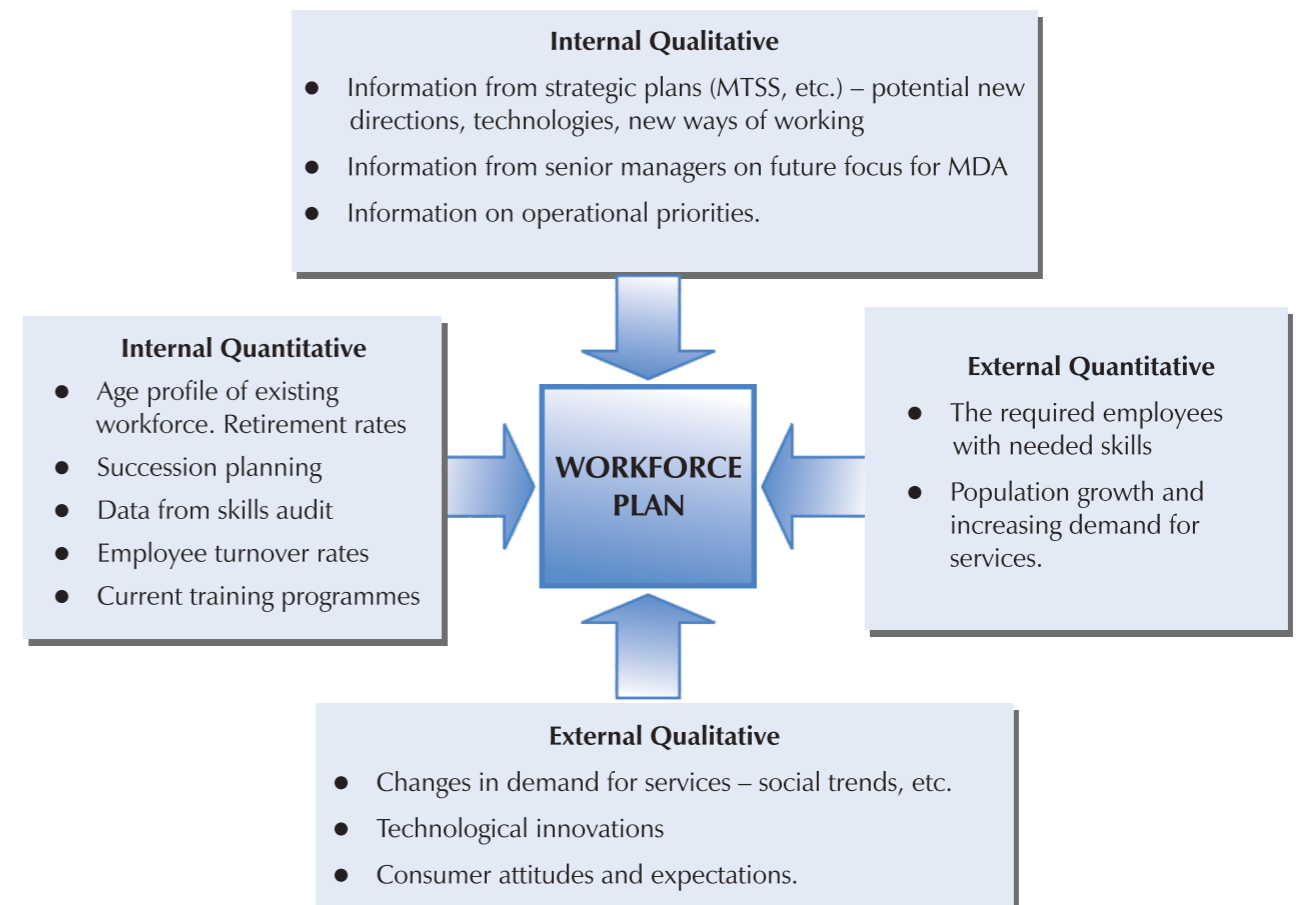 Internal Qualitative
● Information from strategic plans (MTSS, etc.) – potential new
directions, technologies, new ways of working
● Information from senior managers on future focus for MDA
● Information on operational priorities.
Internal Quantitative
● Age profile of existing
workforce. Retirement rates
● Succession planning
● Data from skills audit
● Employee turnover rates
● Current training programmes
WORKFORCE
PLAN
External Quantitative
● The required employees
with needed skills
● Population growth and
increasing demand for
services.
External Qualitative
● Changes in demand for services – social trends, etc.
● Technological innovations
● Consumer attitudes and expectations.